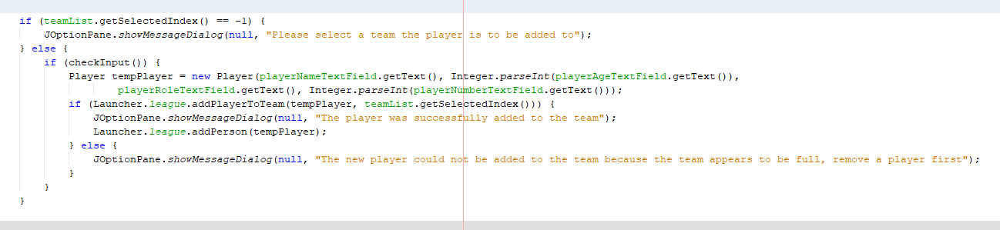 if (teamList.getSelectedIndex() == -1) {
    JOptionPane.showMessageDialog(null, "Please select a team the player is to be added to");
} else {
    if (checkInput()) {
        Player tempPlayer = new Player(playerNameTextField.getText(), Integer.parseInt(playerAgeTextField.getText()),
                playerRoleTextField.getText(), Integer.parseInt(playerNumberTextField.getText()));
        if (Launcher.league.addPlayerToTeam(tempPlayer, teamList.getSelectedIndex())) {
            JOptionPane.showMessageDialog(null, "The player was successfully added to the team");
            Launcher.league.addPerson(tempPlayer);
        } else {
            JOptionPane.showMessageDialog(null, "The new player could not be added to the team because the team appears to be full, remove a player first");
        }
    }
}